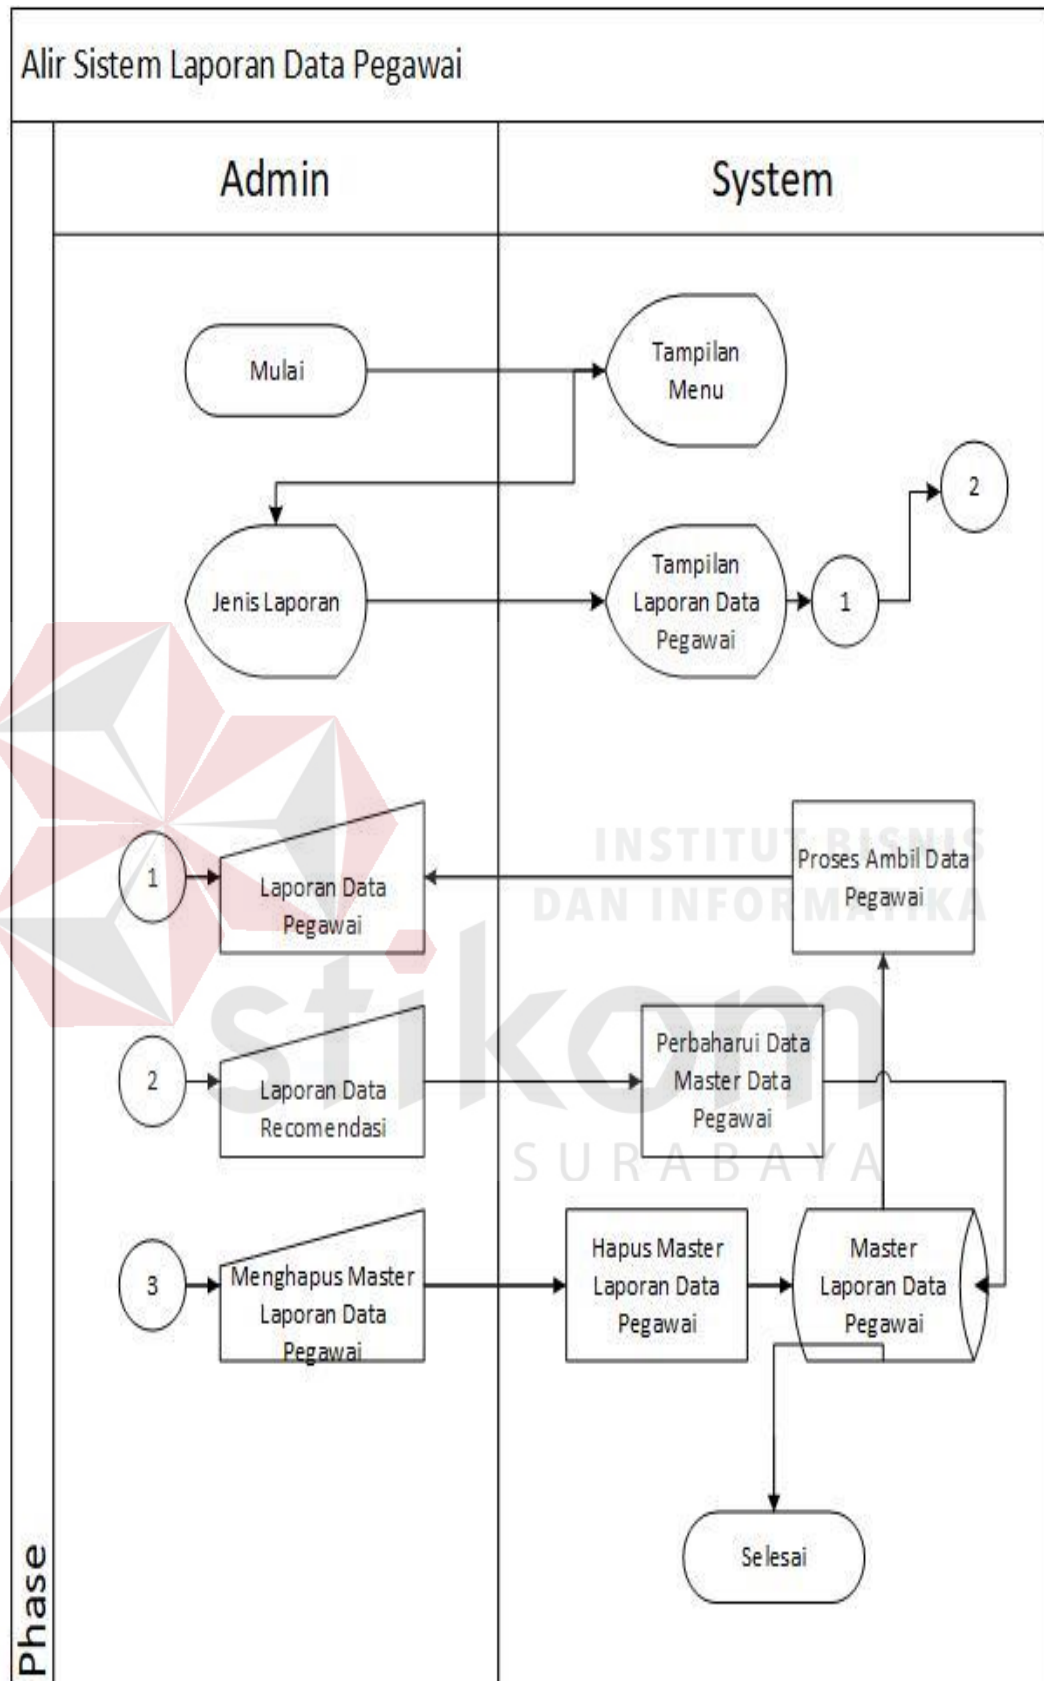 Alir Sistem Laporan Data Pegawai
Admin
System
Mulai
Tampilan
Menu
2
Jenis Laporan
Tampilan
Laporan Data
Pegawai
1
1
Laporan Data
Pegawai
Proses Ambil Data
Pegawai
INSTITUT BISNIS
DAN INFORMATIKA
stikom
SURABAYA
2
Laporan Data
Recomendasi
Perbaharui Data
Master Data
Pegawai
3
Menghapus Master
Laporan Data
Pegawai
Hapus Master
Laporan Data
Pegawai
Master
Laporan Data
Pegawai
Selesai
Phase